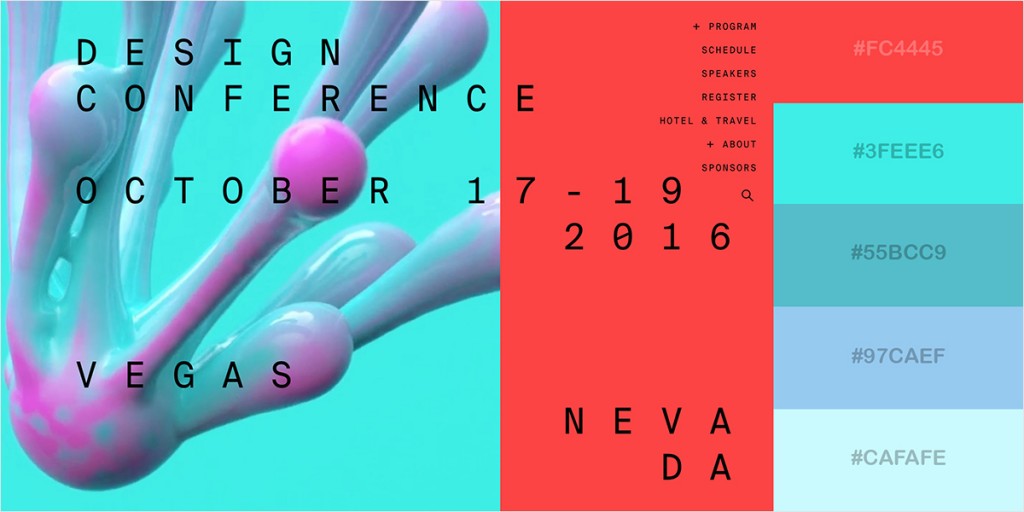 DESIGN
CONFERENCE
OCTOBER 17-19
2016
VEGAS
NEVA
DA
+ PROGRAM
SCHEDULE
SPEAKERS
REGISTER
HOTEL & TRAVEL
+ ABOUT
SPONSORS
#FC4445
#3FEEE6
#55BCC9
#97CAEF
#CAFAFE